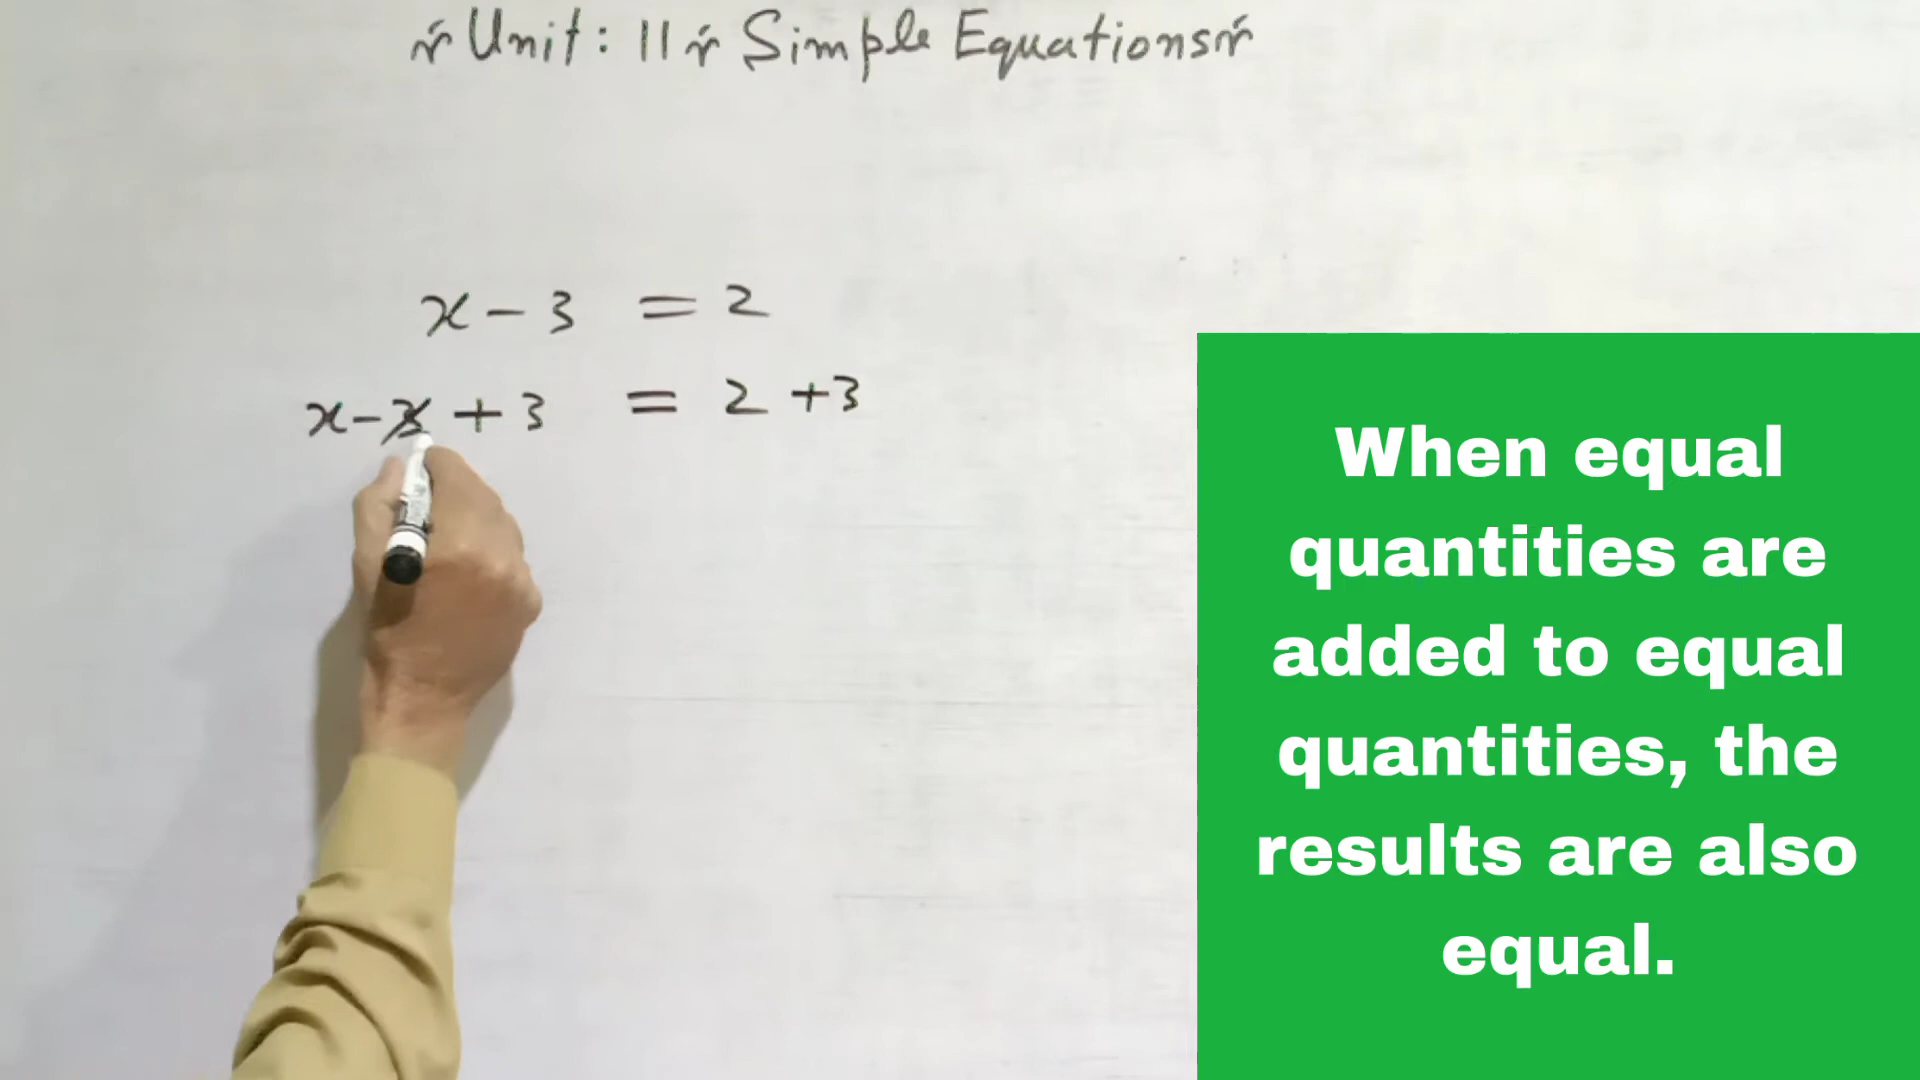 Unit: 11 Simple Equations
x - 3 = 2
x - 3 + 3 = 2 + 3
When equal
quantities are
added to equal
quantities, the
results are also
equal.